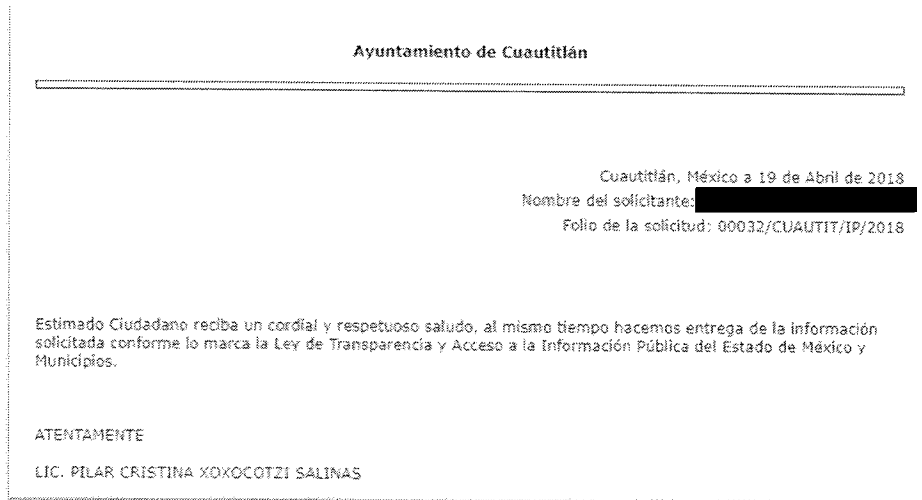 Ayuntamiento de Cuautitlán
Cuautitlán, México a 19 de Abril de 2018
Nombre del solicitante:
Folio de la solicitud: 00032/CUAUTIT/IP/2018
Estimado Ciudadano reciba un cordial y respetuoso saludo, al mismo tiempo hacemos entrega de la información
solicitada conforme lo marca la Ley de Transparencia y Acceso a la Información Pública del Estado de México y
Municipios.
ATENTAMENTE
LIC. PILAR CRISTINA XOXOCOTZI SALINAS